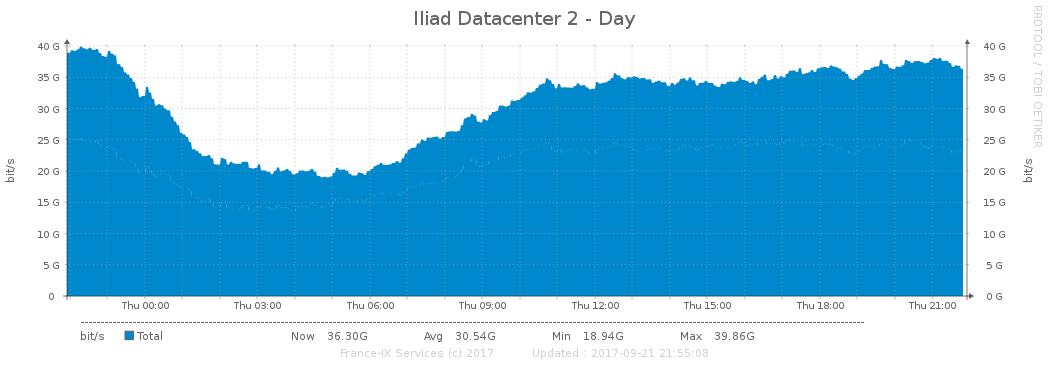 Iliad Datacenter 2 - Day
RRDTOOL / TOBI OETIKER
40 G 40 G
35 G 35 G
30 G 30 G
25 G 25 G
20 G 20 G
15 G 15 G
10 G 10 G
5 G 5 G
0 0 G
bit/s bit/s
Thu 00:00 Thu 03:00 Thu 06:00 Thu 09:00 Thu 12:00 Thu 15:00 Thu 18:00 Thu 21:00
bit/s Total Now 36.30G Avg 30.54G Min 18.94G Max 39.86G
France-IX Services (c) 2017 Updated : 2017-09-21 21:55:08